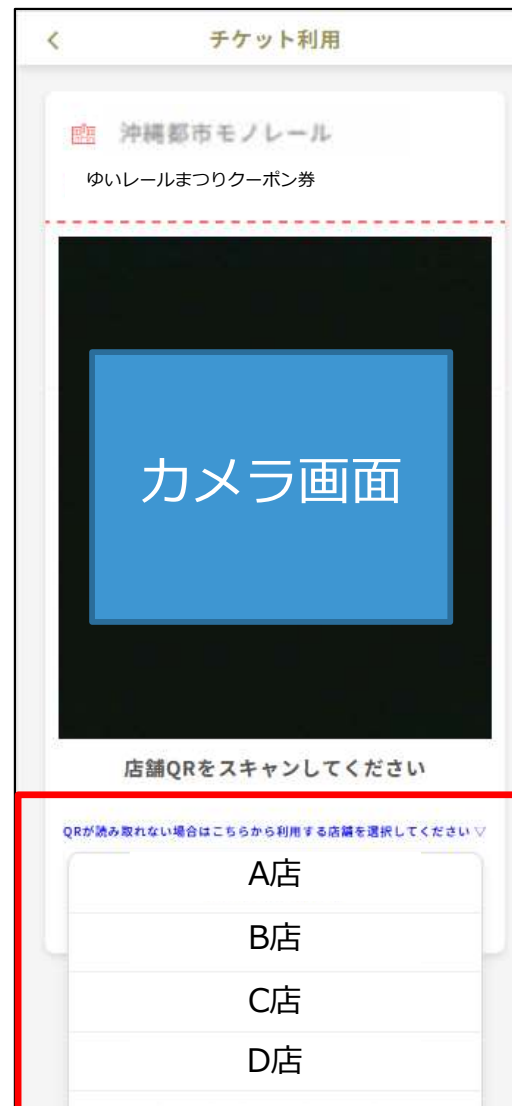 チケット利用
沖縄都市モノレール
ゆいレールまつりクーポン券
カメラ画面
店舗QRをスキャンしてください
QRが読み取れない場合はこちらから利用する店舗を選択してください ▽
A店
B店
C店
D店